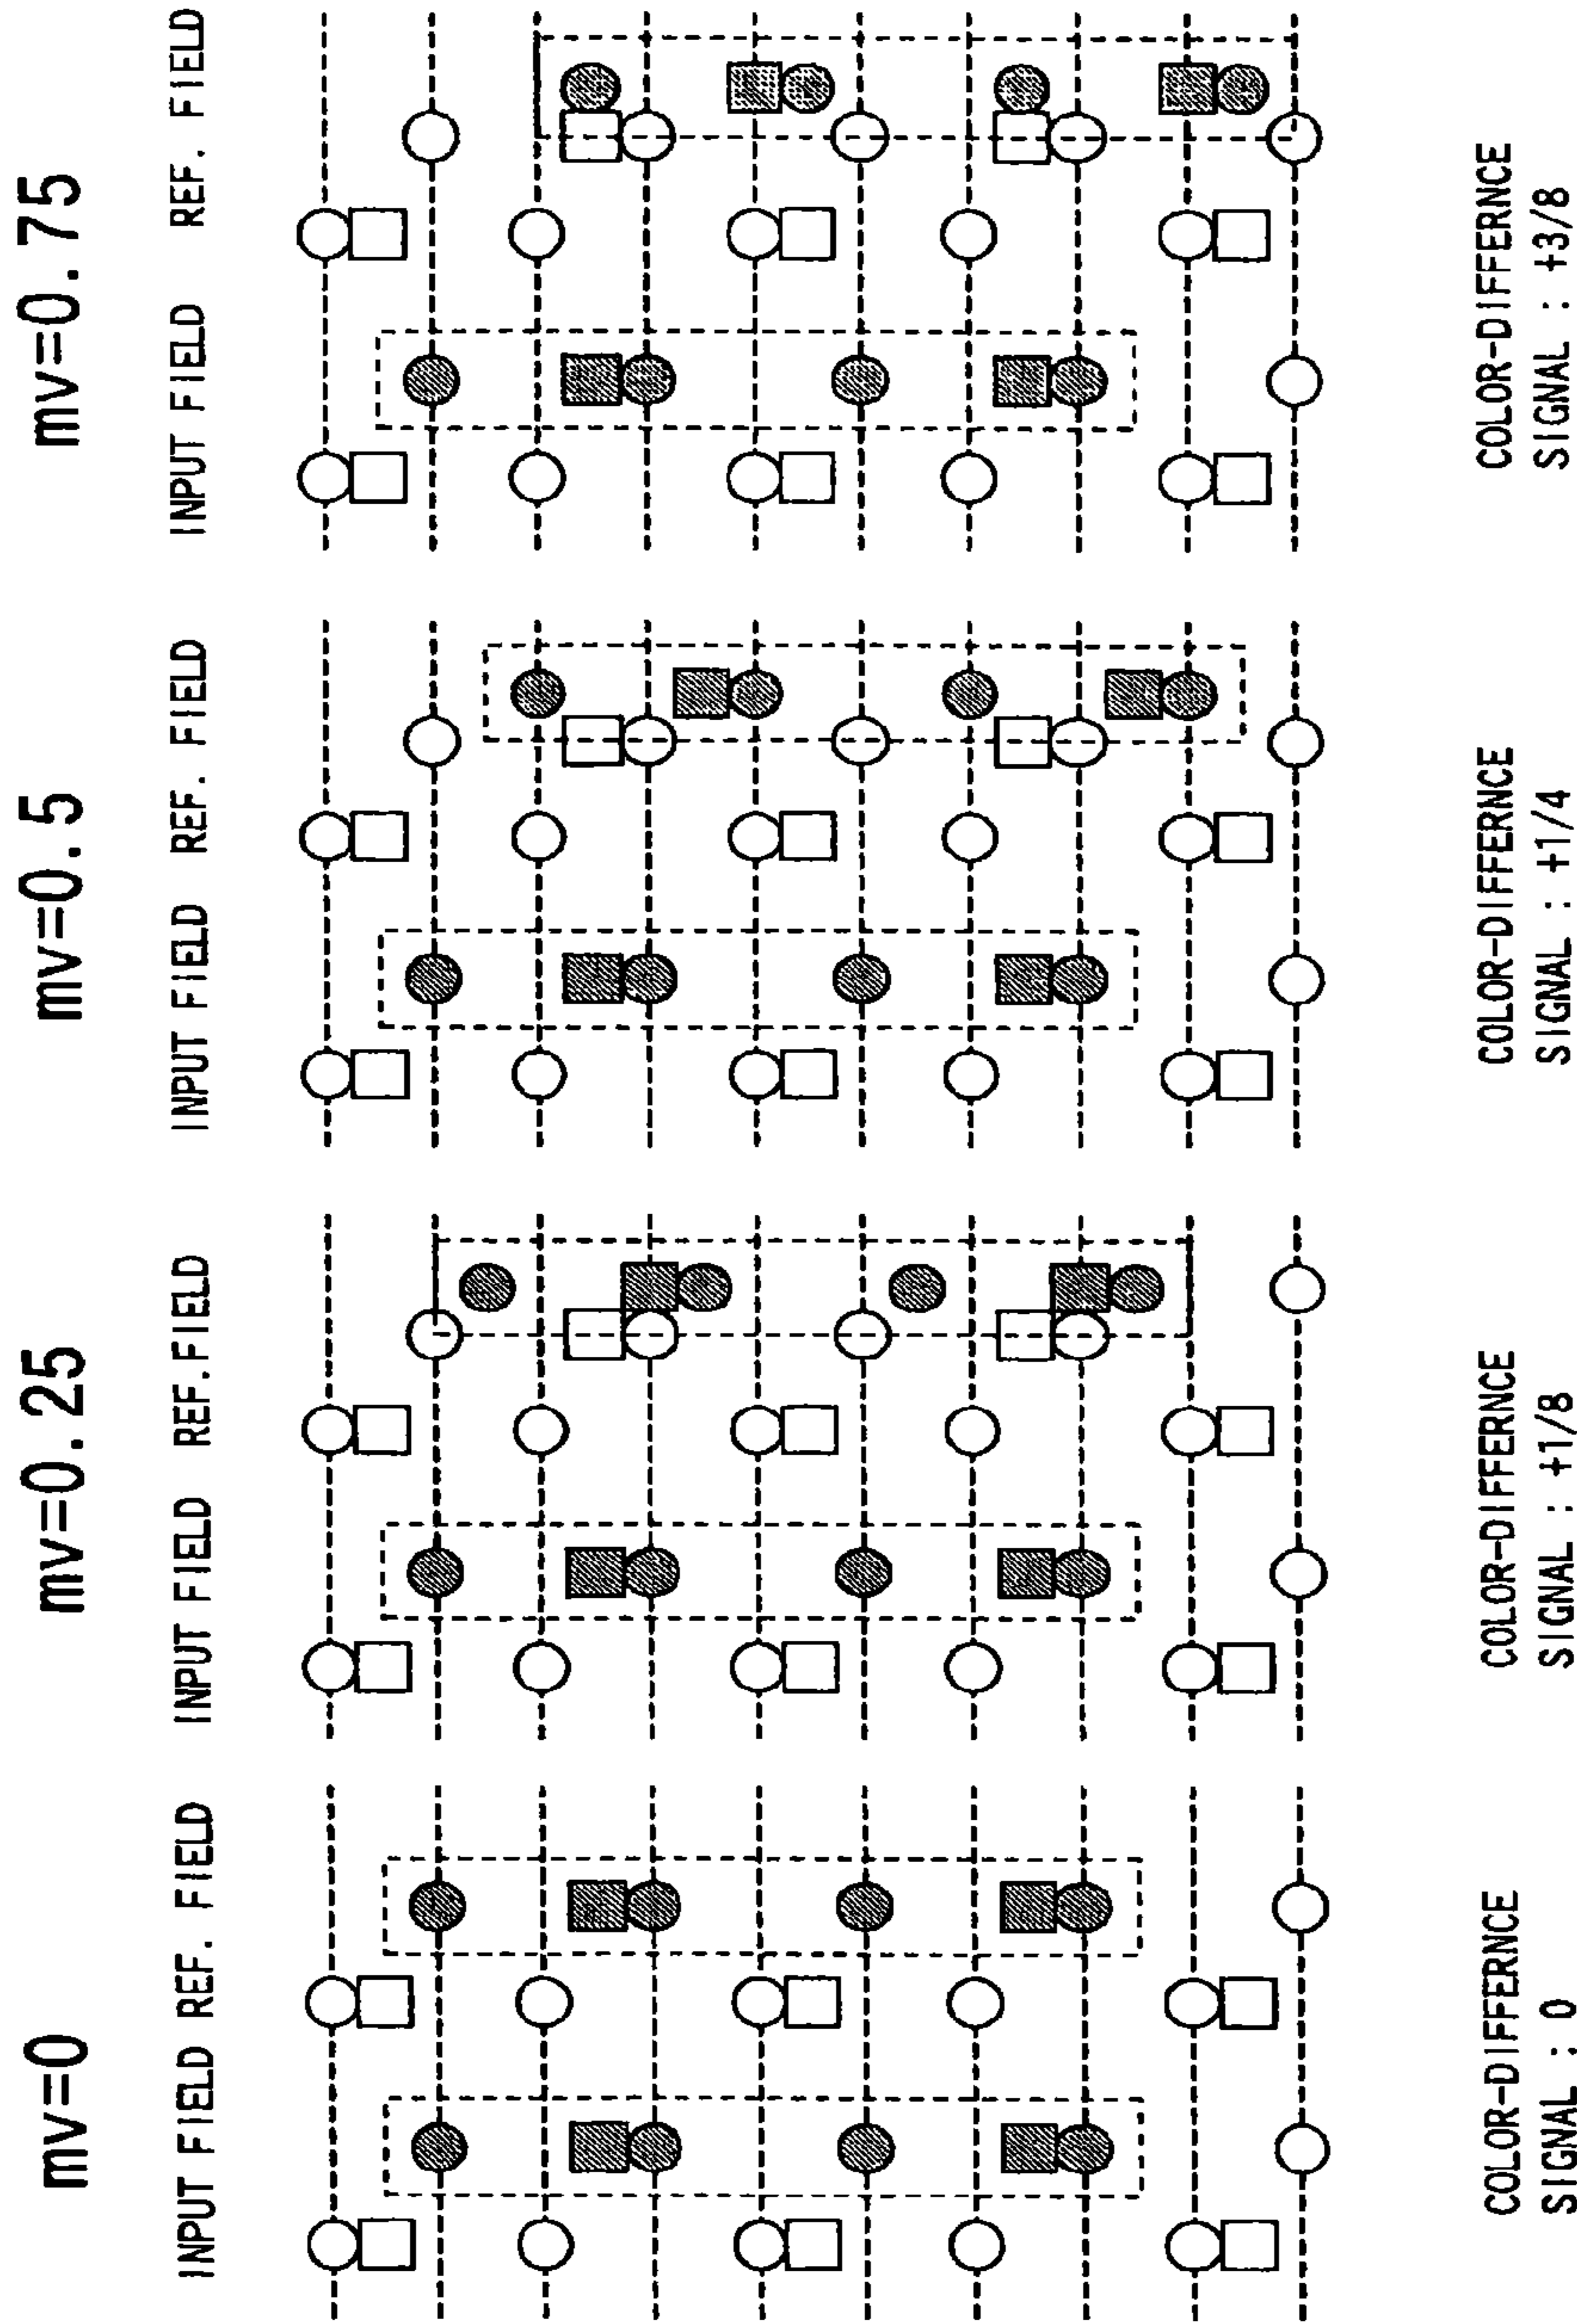 mv=0
mv=0.25
mv=0.5
mv=0.75
INPUT FIELD REF. FIELD
INPUT FIELD REF.FIELD
INPUT FIELD REF. FIELD
INPUT FIELD REF. FIELD
COLOR-DIFFERNCE
SIGNAL : 0
COLOR-DIFFERNCE
SIGNAL : +1/8
COLOR-DIFFERNCE
SIGNAL : +1/4
COLOR-DIFFERNCE
SIGNAL : +3/8